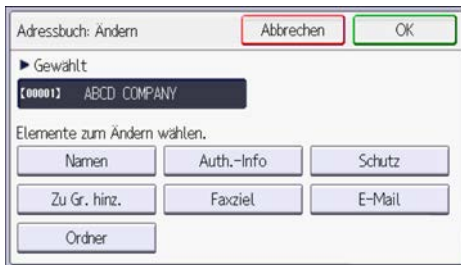 Adressbuch: Ändern Abbrechen OK
► Gewählt
[00001] ABCD COMPANY
Elemente zum Ändern wählen.
Namen Auth.-Info Schutz
Zu Gr. hinz. Faxziel E-Mail
Ordner